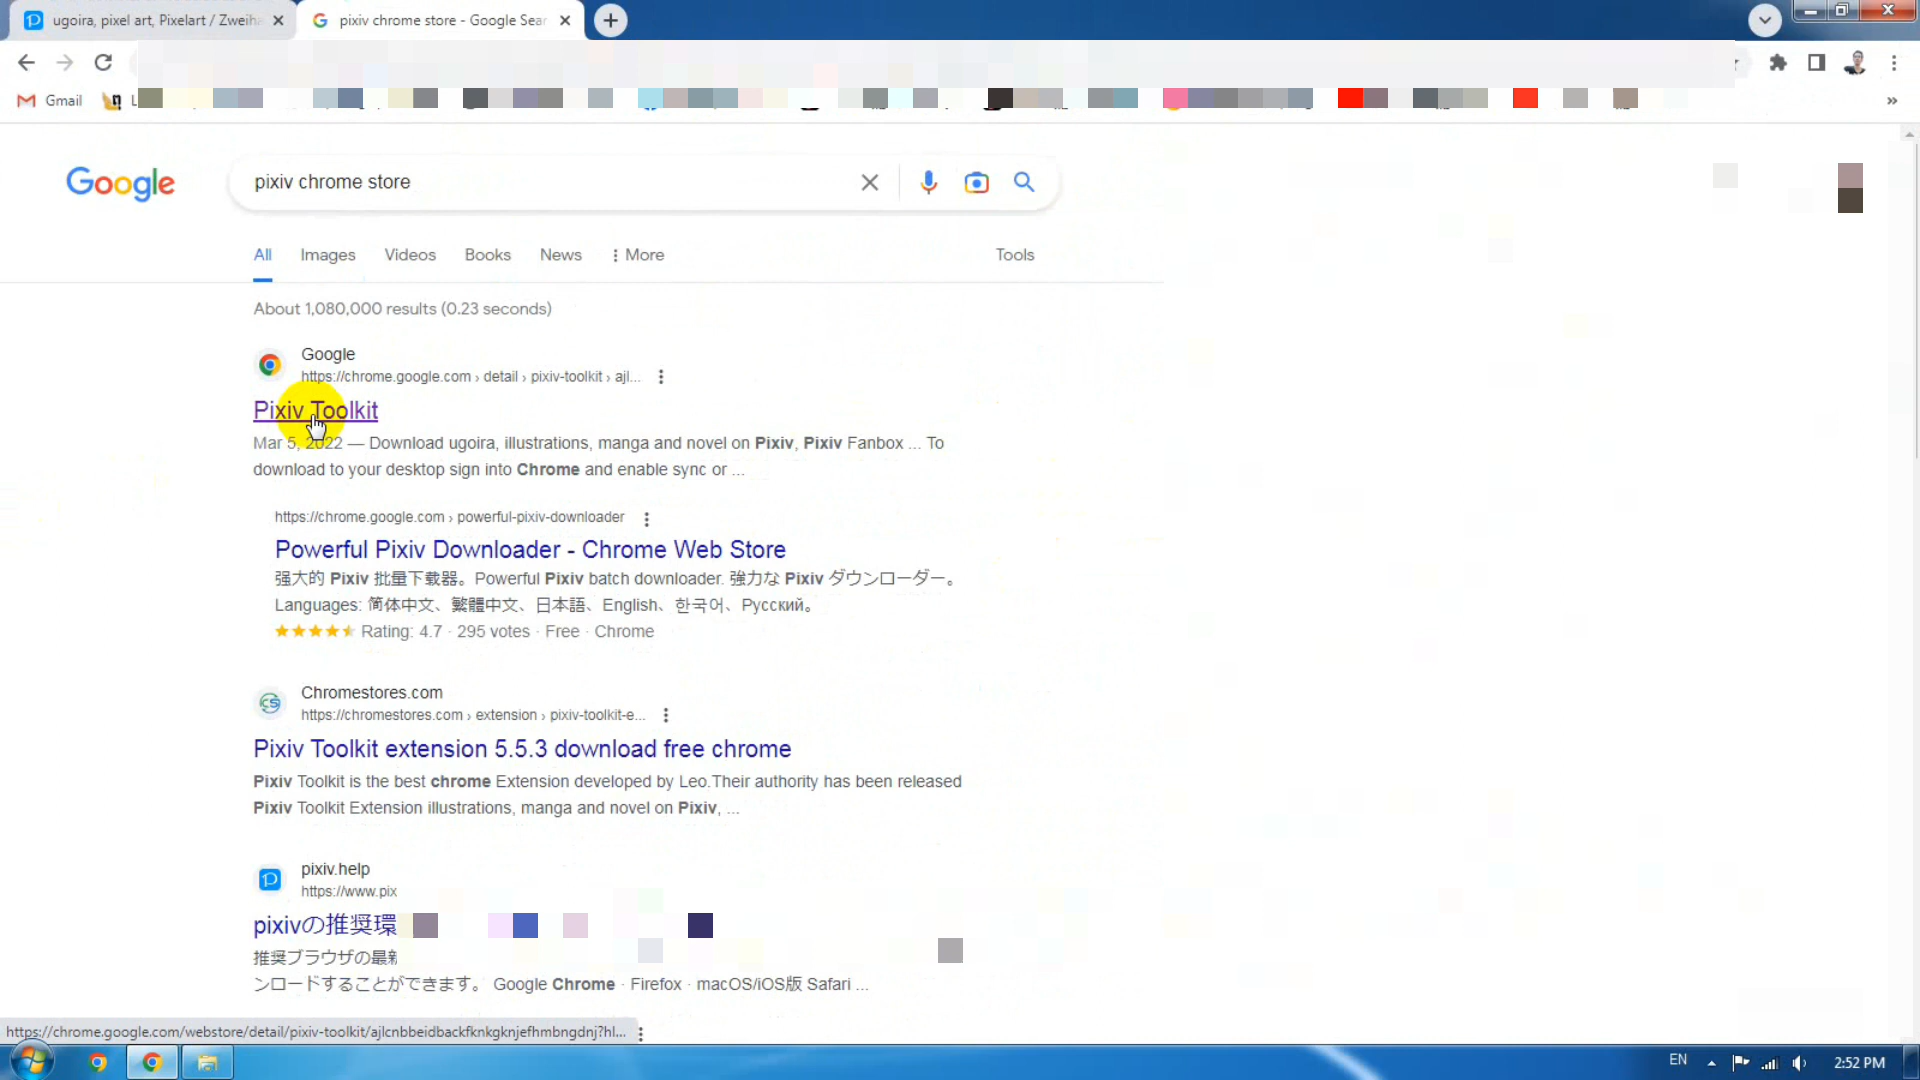 ugoira, pixel art, Pixelart / Zweiha
pixiv chrome store - Google Sear
Gmail
Google
pixiv chrome store
All
Images
Videos
Books
News
More
Tools
About 1,080,000 results (0.23 seconds)
Google
https://chrome.google.com › detail › pixiv-toolkit › ajl...
Pixiv Toolkit
Mar 5, 2022 — Download ugoira, illustrations, manga and novel on Pixiv, Pixiv Fanbox ... To
download to your desktop sign into Chrome and enable sync or ...
https://chrome.google.com › powerful-pixiv-downloader
Powerful Pixiv Downloader - Chrome Web Store
强大的 Pixiv 批量下载器。Powerful Pixiv batch downloader. 強力な Pixiv ダウンローダー。
Languages: 简体中文、繁體中文、日本語、English、한국어、Русский。
Rating: 4.7 · 295 votes · Free · Chrome
Chromestores.com
https://chromestores.com › extension › pixiv-toolkit-e...
Pixiv Toolkit extension 5.5.3 download free chrome
Pixiv Toolkit is the best chrome Extension developed by Leo.Their authority has been released
Pixiv Toolkit Extension illustrations, manga and novel on Pixiv, ...
pixiv.help
https://www.pix
pixivの推奨環
推奨ブラウザの最新
ンロードすることができます。 Google Chrome · Firefox · macOS/iOS版 Safari ...
https://chrome.google.com/webstore/detail/pixiv-toolkit/ajlcnbbeidbackfknkgknjefhmbngdnj?hl...
EN
2:52 PM